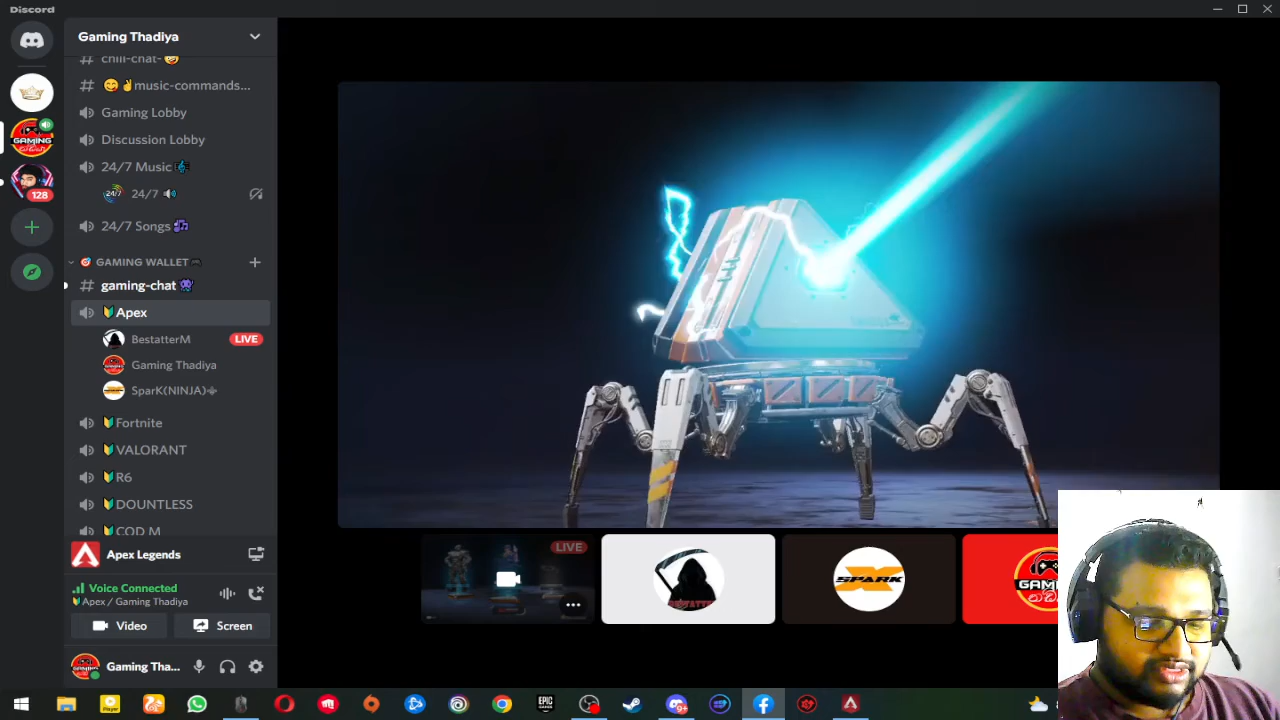 Discord
Gaming Thadiya
chill-chat-
music-commands...
Gaming Lobby
Discussion Lobby
24/7 Music
24/7
128
24/7 Songs
GAMING WALLET
gaming-chat
Apex
BestatterM LIVE
Gaming Thadiya
SparK(NINJA)
Fortnite
VALORANT
R6
DOUNTLESS
COD M
Apex Legends
Voice Connected
Apex / Gaming Thadiya
Video
Screen
Gaming Tha...
LIVE
SPARK
GAMING